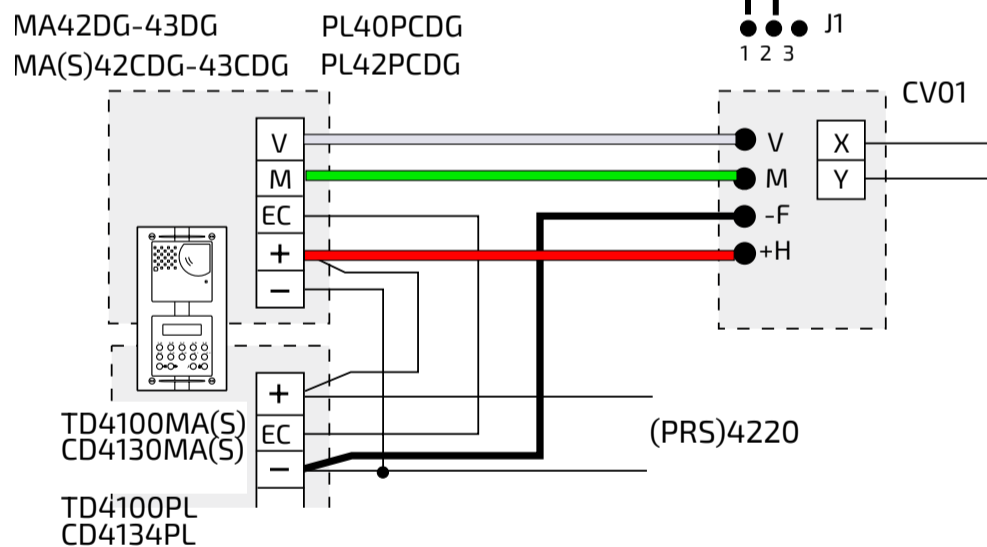 MA42DG-43DG
MA(S)42CDG-43CDG
PL40PCDG
PL42PCDG
J1
1 2 3
CV01
V
M
EC
+
−
V
M
-F
+H
X
Y
+
EC
−
TD4100MA(S)
CD4130MA(S)
TD4100PL
CD4134PL
(PRS)4220